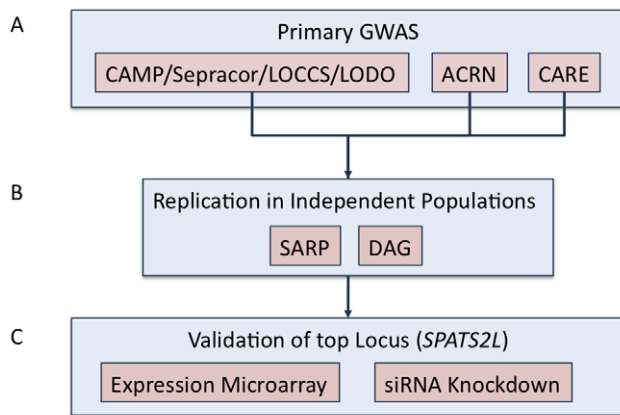 A
Primary GWAS
CAMP/Sepracor/LOCCS/LODO
ACRN
CARE
B
Replication in Independent Populations
SARP
DAG
C
Validation of top Locus (SPATS2L)
Expression Microarray
siRNA Knockdown